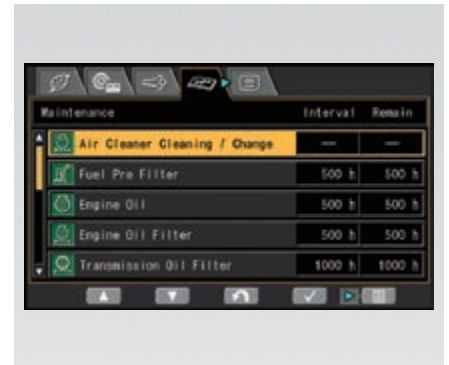 Maintenance Interval Remain
Air Cleaner Cleaning / Change — —
Fuel Pre Filter 500 h 500 h
Engine Oil 500 h 500 h
Engine Oil Filter 500 h 500 h
Transmission Oil Filter 1000 h 1000 h